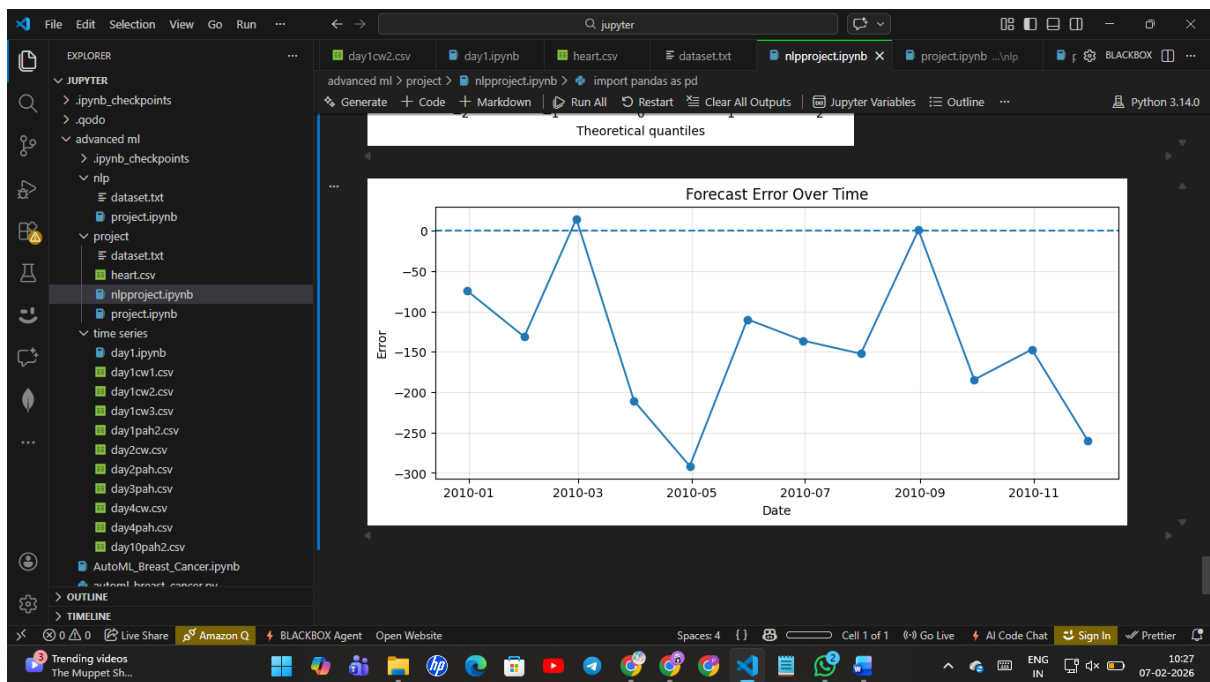 File Edit Selection View Go Run ··· jupyter
EXPLORER ···
JUPYTER
.ipynb_checkpoints
.qodo
advanced ml
.ipynb_checkpoints
nlp
dataset.txt
project.ipynb
project
dataset.txt
heart.csv
nlpproject.ipynb
project.ipynb
time series
day1.ipynb
day1cw1.csv
day1cw2.csv
day1cw3.csv
day1pah2.csv
day2cw.csv
day2pah.csv
day3pah.csv
day4cw.csv
day4pah.csv
day10pah2.csv
AutoML_Breast_Cancer.ipynb
automl_breast_cancer.py
OUTLINE
TIMELINE
day1cw2.csv day1.ipynb heart.csv dataset.txt nlpproject.ipynb project.ipynb ...\nlp BLACKBOX ···
advanced ml > project > nlpproject.ipynb > import pandas as pd
Generate + Code + Markdown Run All Restart Clear All Outputs Jupyter Variables Outline ··· Python 3.14.0
−2 −1 0 1 2
Theoretical quantiles
...
Forecast Error Over Time
0
−50
−100
−150
−200
−250
−300
Error
2010-01 2010-03 2010-05 2010-07 2010-09 2010-11
Date
0 0 Live Share Amazon Q BLACKBOX Agent Open Website Spaces: 4 {} Cell 1 of 1 Go Live AI Code Chat Sign In Prettier
3 Trending videos
The Muppet Sh...
2
ENG
IN
10:27
07-02-2026